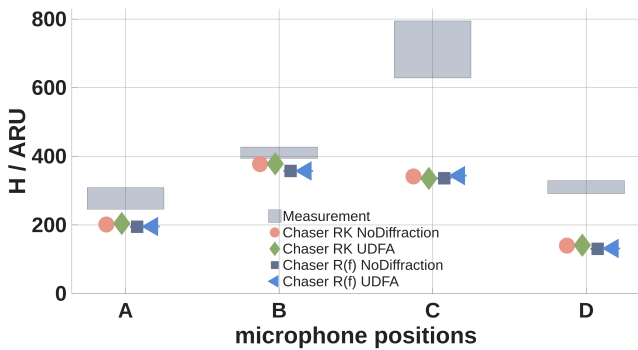 800
600
400
200
0
H / ARU
Measurement
Chaser RK NoDiffraction
Chaser RK UDFA
Chaser R(f) NoDiffraction
Chaser R(f) UDFA
A B C D
microphone positions